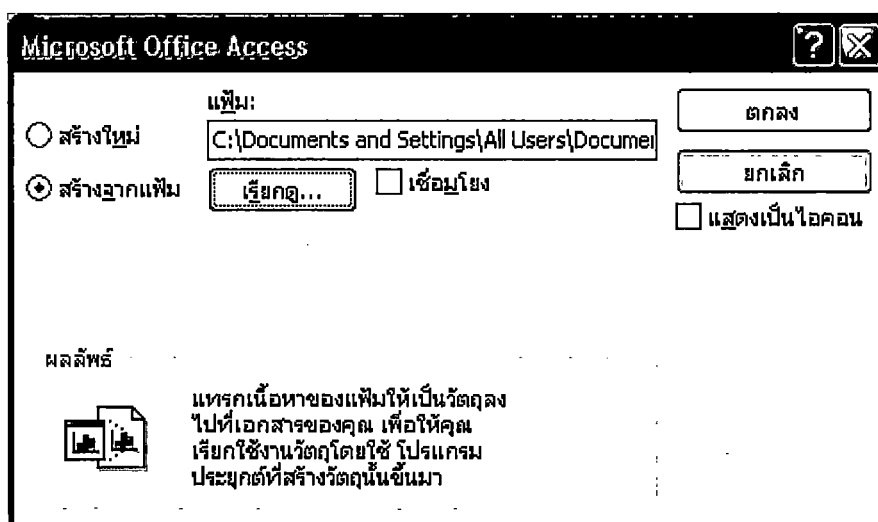 Microsoft Office Access
แฟ้ม:
ตกลง
สร้างใหม่
C:\Documents and Settings\All Users\Documei
สร้างจากแฟ้ม
เรียกดู...
เชื่อมโยง
ยกเลิก
แสดงเป็นไอคอน
ผลลัพธ์
แทรกเนื้อหาของแฟ้มให้เป็นวัตถุลง
ไปที่เอกสารของคุณ เพื่อให้คุณ
เรียกใช้งานวัตถุโดยใช้ โปรแกรม
ประยุกต์ที่สร้างวัตถุนั้นขึ้นมา